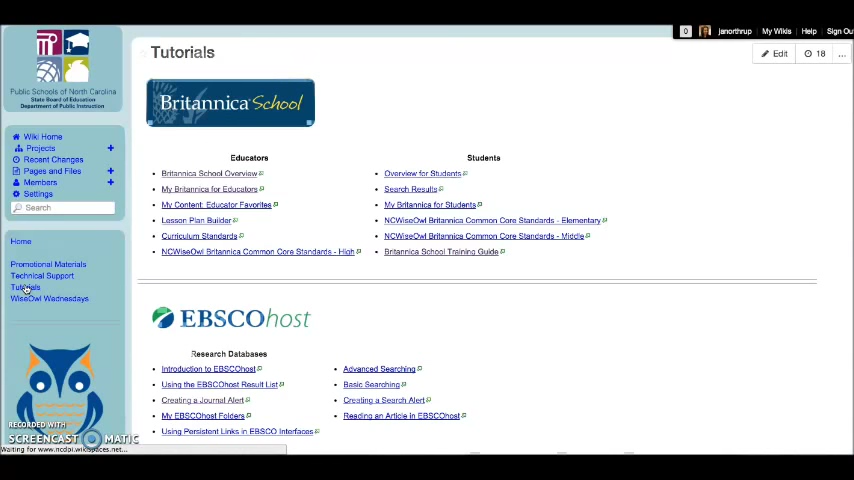 0 janorthrup My Wikis Help Sign Ou
Tutorials
Edit 18 ...
Public Schools of North Carolina
State Board of Education
Department of Public Instruction
Britannica School
Wiki Home
Projects +
Recent Changes
Pages and Files +
Members +
Settings
Search
Home
Promotional Materials
Technical Support
Tutorials
WiseOwl Wednesdays
Educators
Britannica School Overview
My Britannica for Educators
My Content: Educator Favorites
Lesson Plan Builder
Curriculum Standards
NCWiseOwl Britannica Common Core Standards - High
Students
Overview for Students
Search Results
My Britannica for Students
NCWiseOwl Britannica Common Core Standards - Elementary
NCWiseOwl Britannica Common Core Standards - Middle
Britannica School Training Guide
EBSCOhost
Research Databases
Introduction to EBSCOhost
Using the EBSCOhost Result List
Creating a Journal Alert
My EBSCOhost Folders
Using Persistent Links in EBSCO Interfaces
Advanced Searching
Basic Searching
Creating a Search Alert
Reading an Article in EBSCOhost
RECORDED WITH
SCREENCAST MATIC
Waiting for www.ncdpi.wikispaces.net...